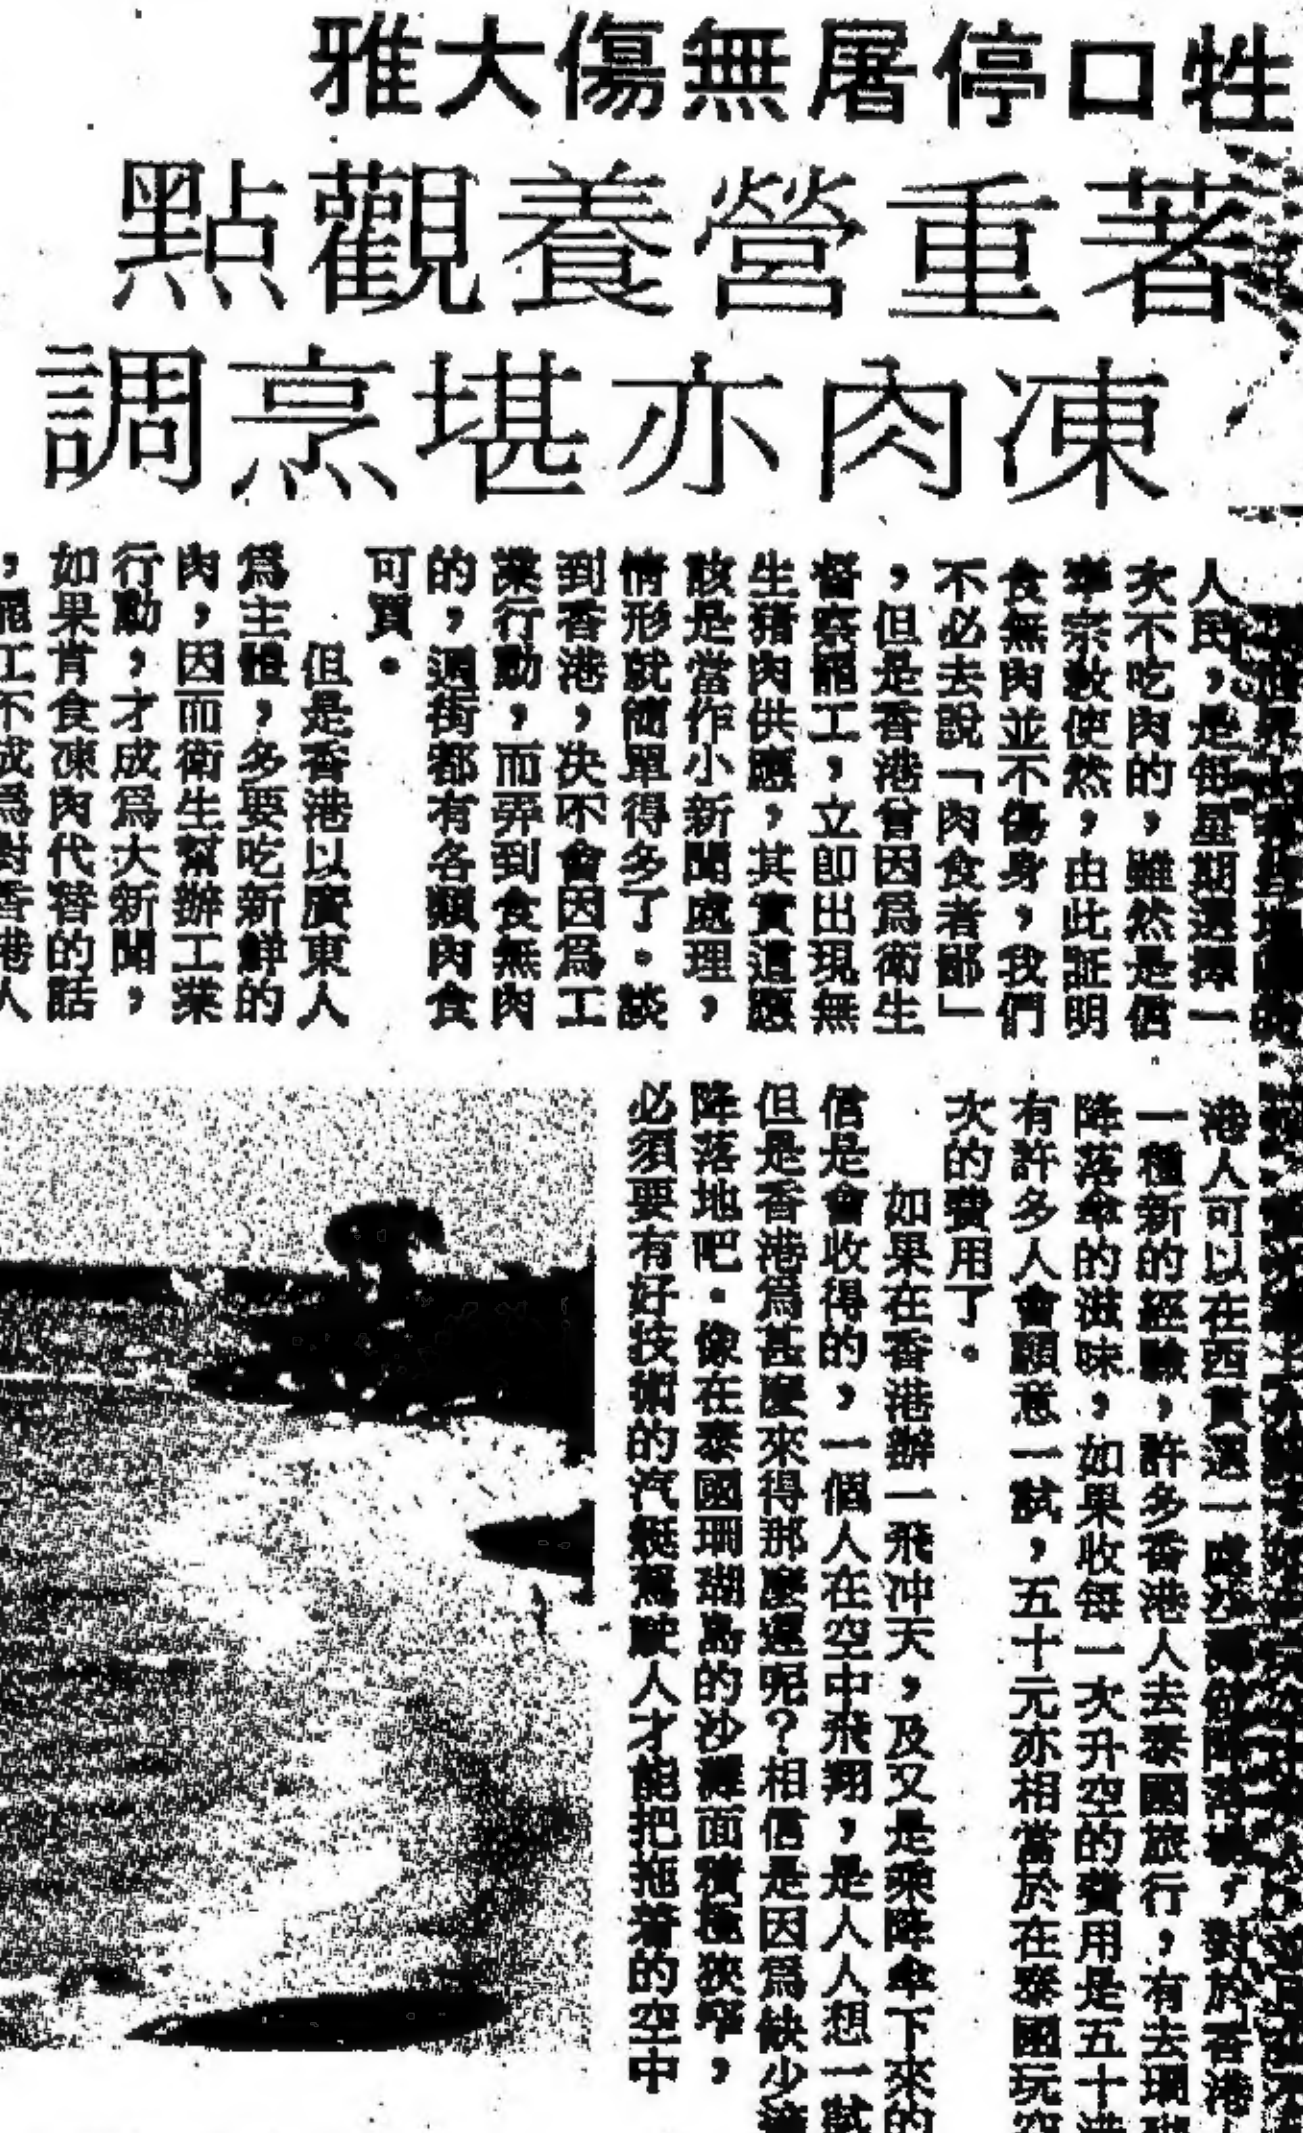 牲口停屠無傷大雅
著重營養觀點
凍肉亦堪烹調
人民，是每星期選擇一
次不吃肉的，雖然是信
奉宗教使然，由此証明
食無肉並不傷身，我們
不必去說「肉食者鄙」
，但是香港曾因爲衛生
督察罷工，立即出現無
生猪肉供應，其實這應
該是當作小新聞處理，
情形就簡單得多了。談
到香港，决不會因爲工
業行動，而弄到食無肉
的，通街都有各類肉食
可買。
但是香港以廣東人
爲主體，多要吃新鮮的
肉，因而衛生幫辦工業
行動，才成爲大新聞，
如果肯食凍肉代替的話
，罷工不成爲對香港人
港人可以在西貢選一處
對於香港
一種新的經驗，許多香港人去泰國旅行，有去珊瑚
降落傘的滋味，如果收每一次升空的費用是五十港
有許多人會願意一試，五十元亦相當於在泰國玩空
次的費用了。
如果在香港辦一飛冲天，及又是乘降傘下來的
信是會收得的，一個人在空中飛翔，是人人想一試
但是香港爲甚麼來得那麼遲呢？相信是因爲缺少
降落地吧。像在泰國珊瑚島的沙灘面積極狹窄，
必須要有好技術的汽艇駕駛人才能把拖着的空中